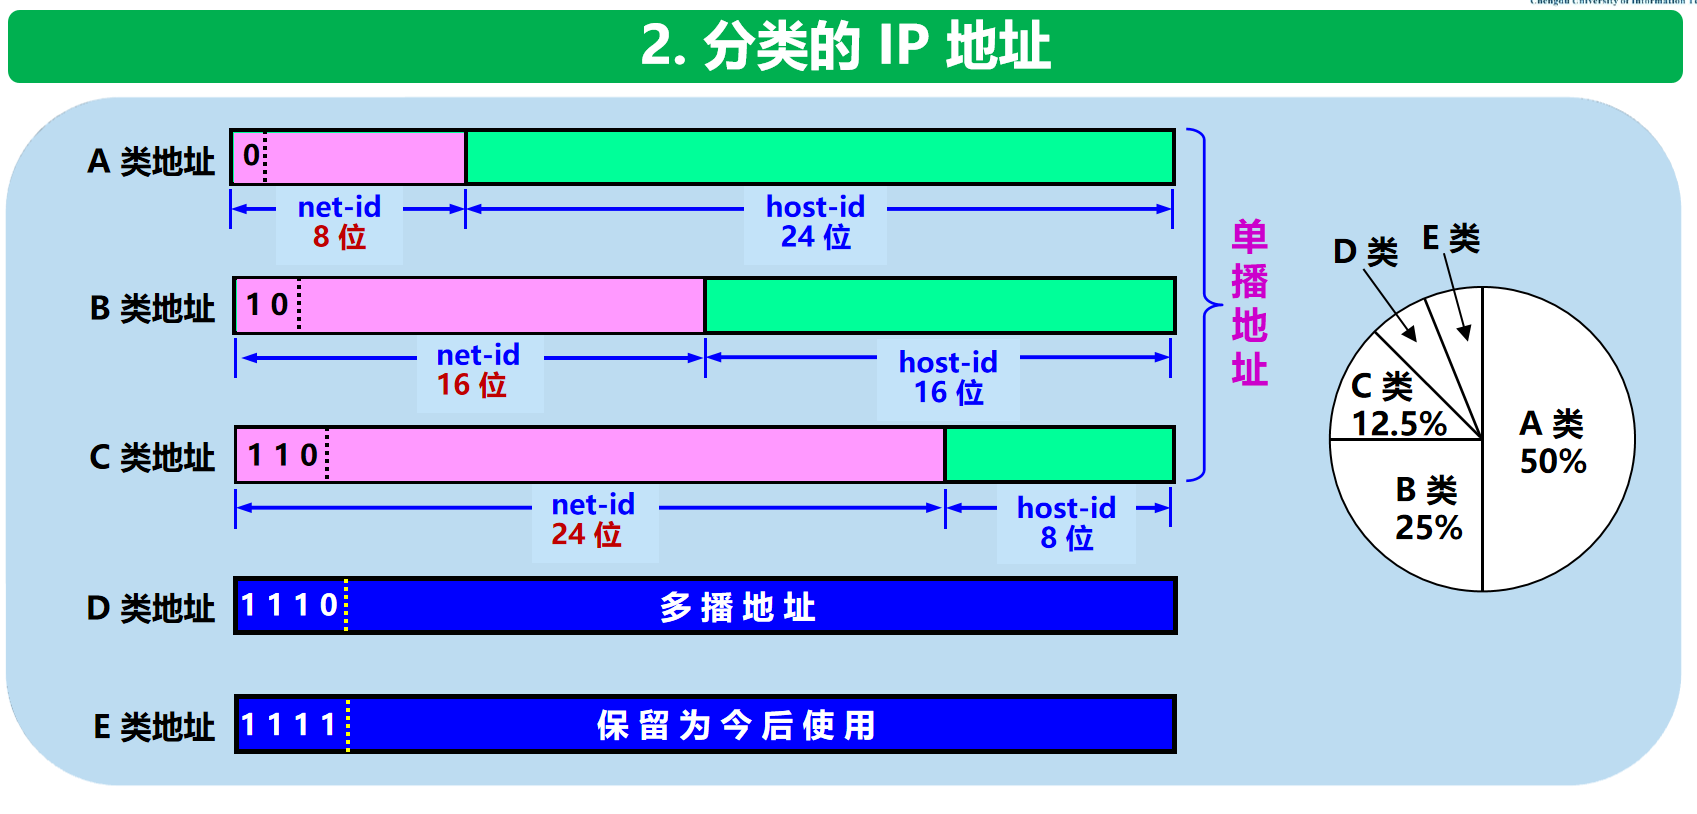 2. 分类的 IP 地址
A 类地址
0
net-id
8 位
host-id
24 位
B 类地址
1 0
net-id
16 位
host-id
16 位
C 类地址
1 1 0
net-id
24 位
host-id
8 位
D 类地址
1 1 1 0
多 播 地 址
E 类地址
1 1 1 1
保 留 为 今 后 使 用
单
播
地
址
D 类
E 类
C 类
12.5%
A 类
50%
B 类
25%